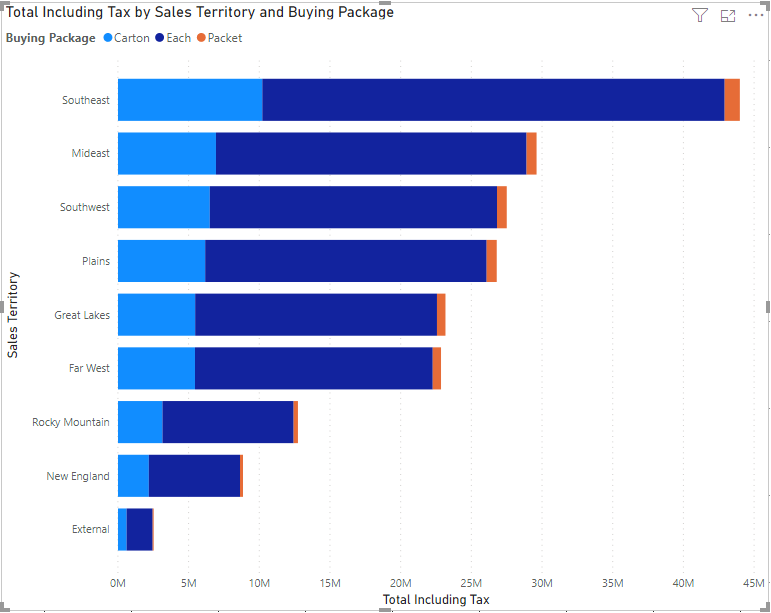 Total Including Tax by Sales Territory and Buying Package
Buying Package Carton Each Packet
Sales Territory
Southeast
Mideast
Southwest
Plains
Great Lakes
Far West
Rocky Mountain
New England
External
0M 5M 10M 15M 20M 25M 30M 35M 40M 45M
Total Including Tax